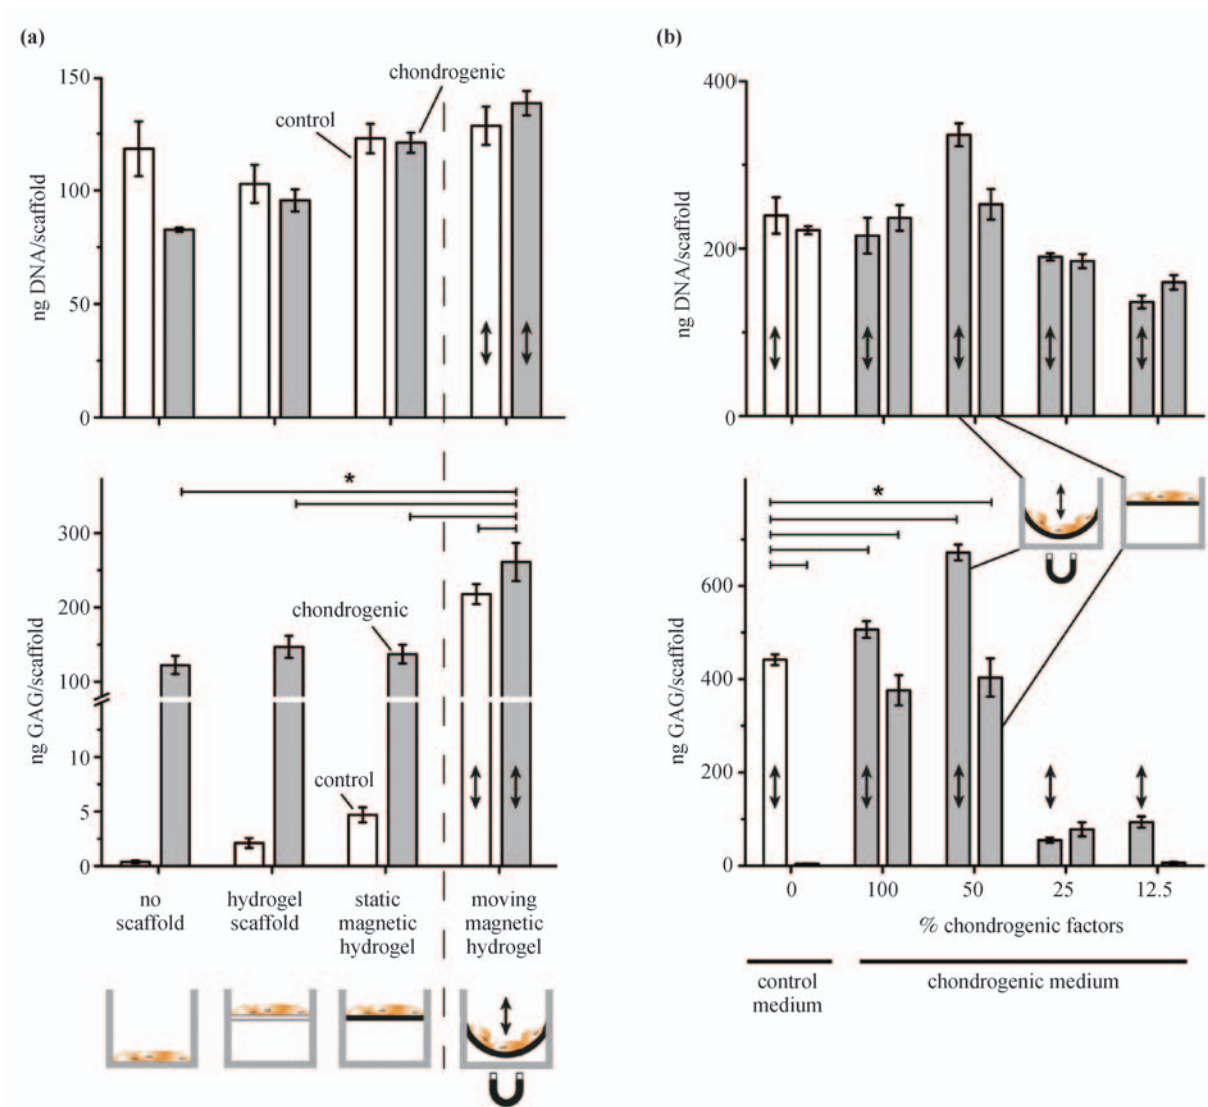 (a)
150
100
50
0
ng DNA/scaffold
control
chondrogenic
300
200
100
10
5
0
ng GAG/scaffold
*
chondrogenic
control
no
scaffold
hydrogel
scaffold
static
magnetic
hydrogel
moving
magnetic
hydrogel
(b)
400
200
0
ng DNA/scaffold
600
400
200
0
ng GAG/scaffold
*
0
100
50
25
12.5
% chondrogenic factors
control
medium
chondrogenic medium